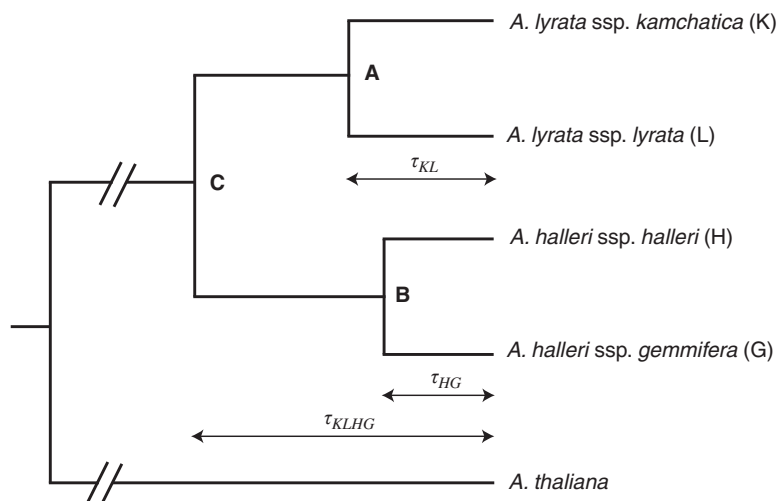 A. lyrata ssp. kamchatica (K)
A
A. lyrata ssp. lyrata (L)
τKL
C
A. halleri ssp. halleri (H)
B
A. halleri ssp. gemmifera (G)
τHG
τKLHG
A. thaliana